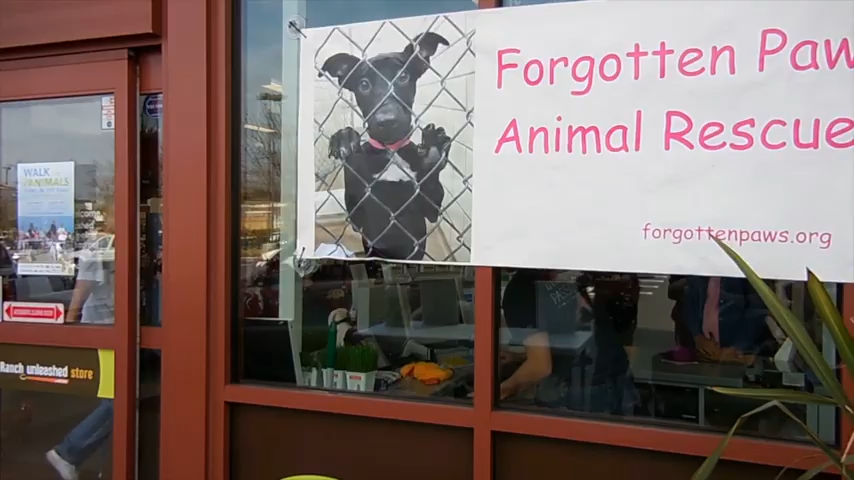 Forgotten Paw
Animal Rescue
forgottenpaws.org
WALK
ANIMALS
Ranch unleashed store